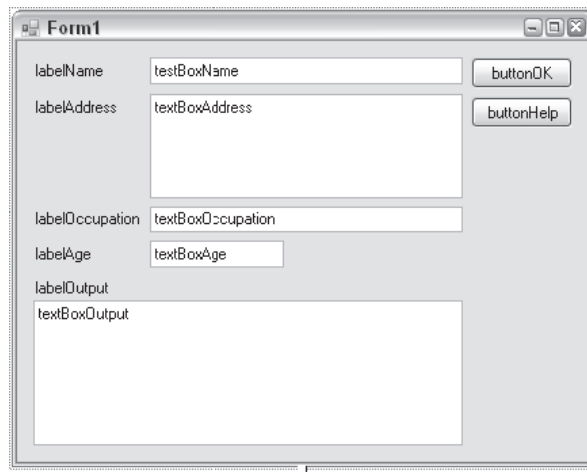 Form1
labelName testBoxName buttonOK
labelAddress textBoxAddress buttonHelp
labelOccupation textBoxOccupation
labelAge textBoxAge
labelOutput
textBoxOutput